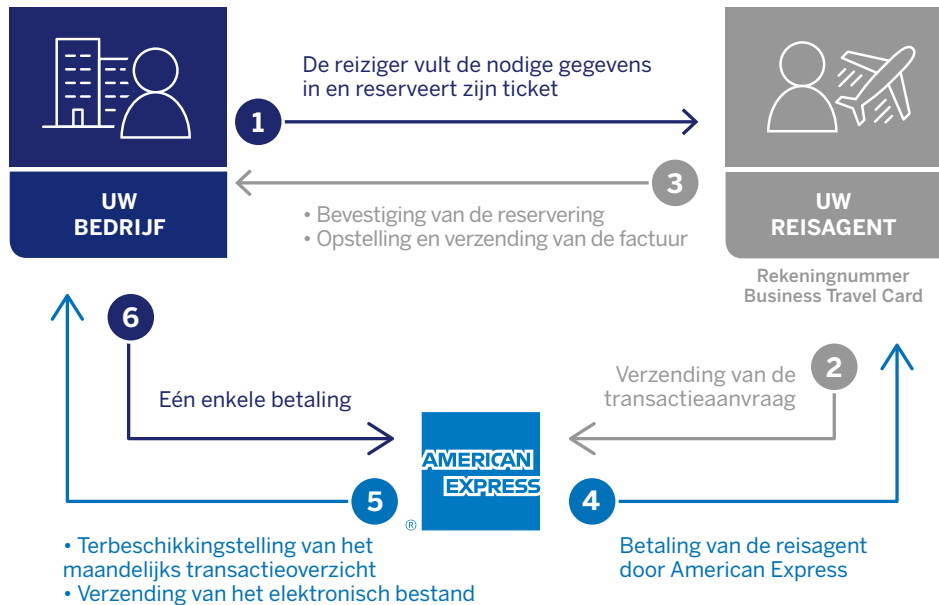 De reiziger vult de nodige gegevens
in en reserveert zijn ticket
1
3
UW
BEDRIJF
• Bevestiging van de reservering
• Opstelling en verzending van de factuur
UW
REISAGENT
Rekeningnummer
Business Travel Card
6
2
Eén enkele betaling
Verzending van de
transactieaanvraag
AMERICAN
EXPRESS
®
5
4
• Terbeschikkingstelling van het
maandelijks transactieoverzicht
• Verzending van het elektronisch bestand
Betaling van de reisagent
door American Express